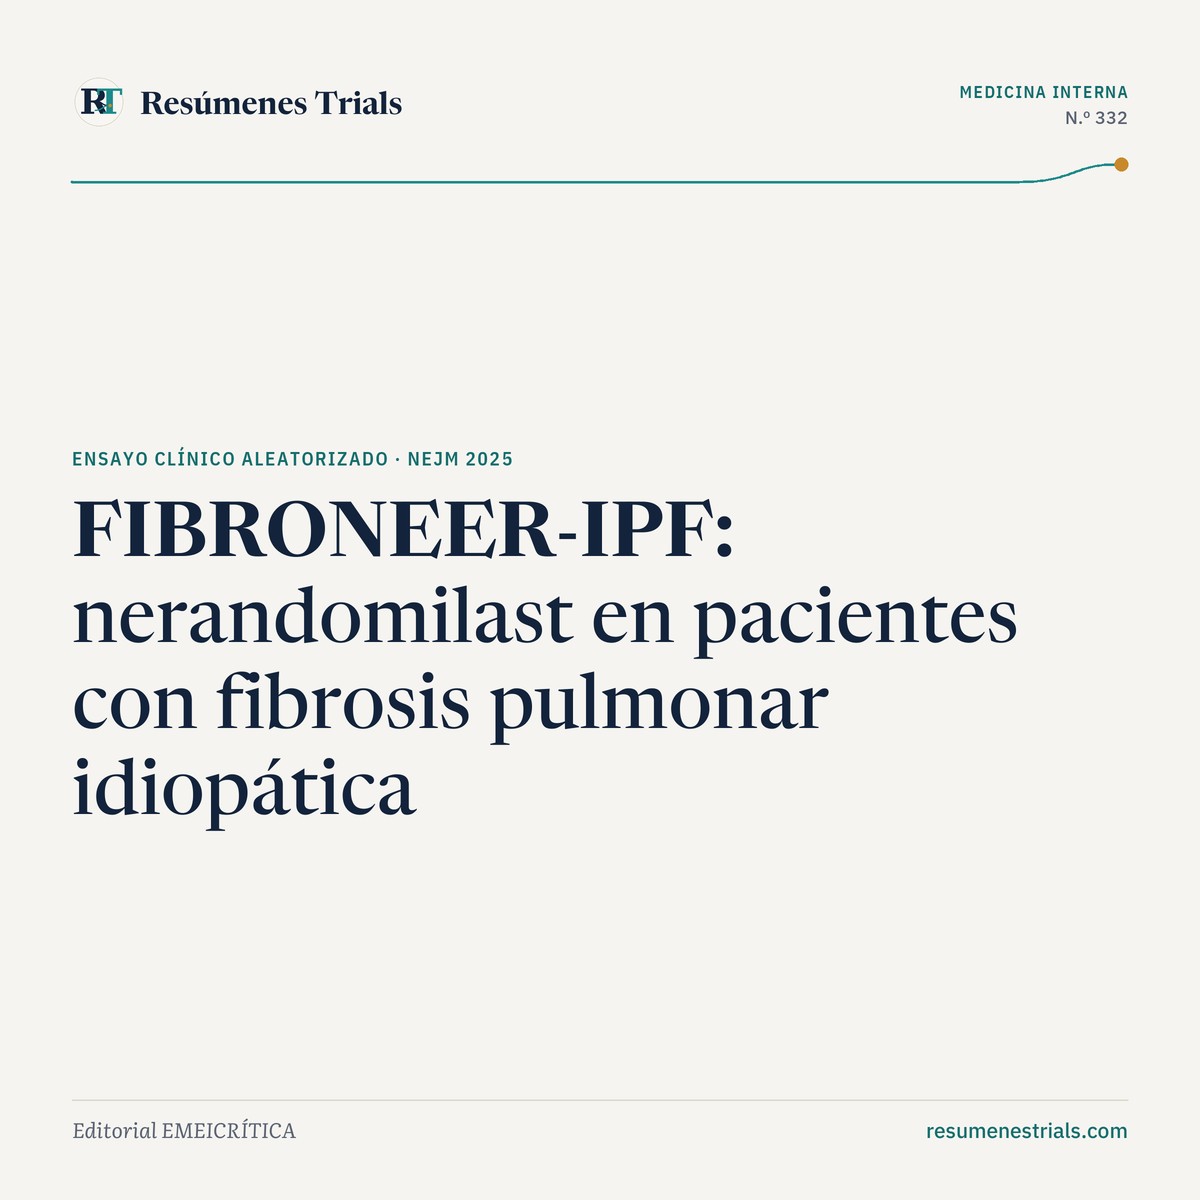 RT Resúmenes Trials
MEDICINA INTERNA
N.º 332
ENSAYO CLÍNICO ALEATORIZADO · NEJM 2025
FIBRONEER-IPF:
nerandomilast en pacientes
con fibrosis pulmonar
idiopática
Editorial EMEICRÍTICA
resumenestrials.com